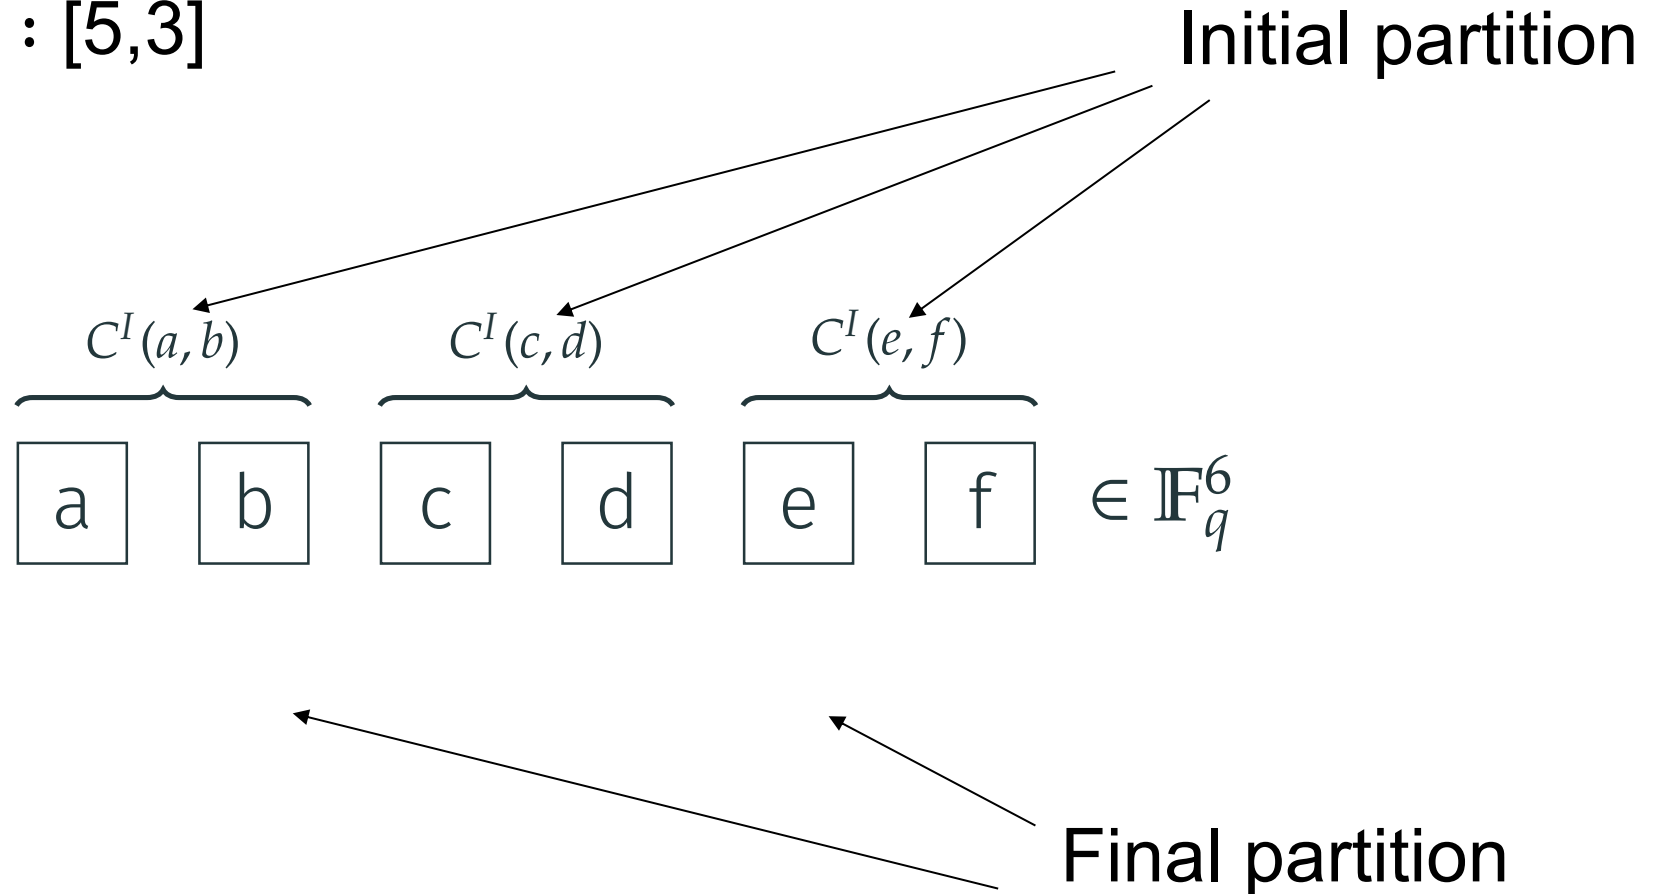 : [5,3]
Initial partition
C^I(a, b) C^I(c, d) C^I(e, f)
a b c d e f ∈ 𝔽_q^6
Final partition